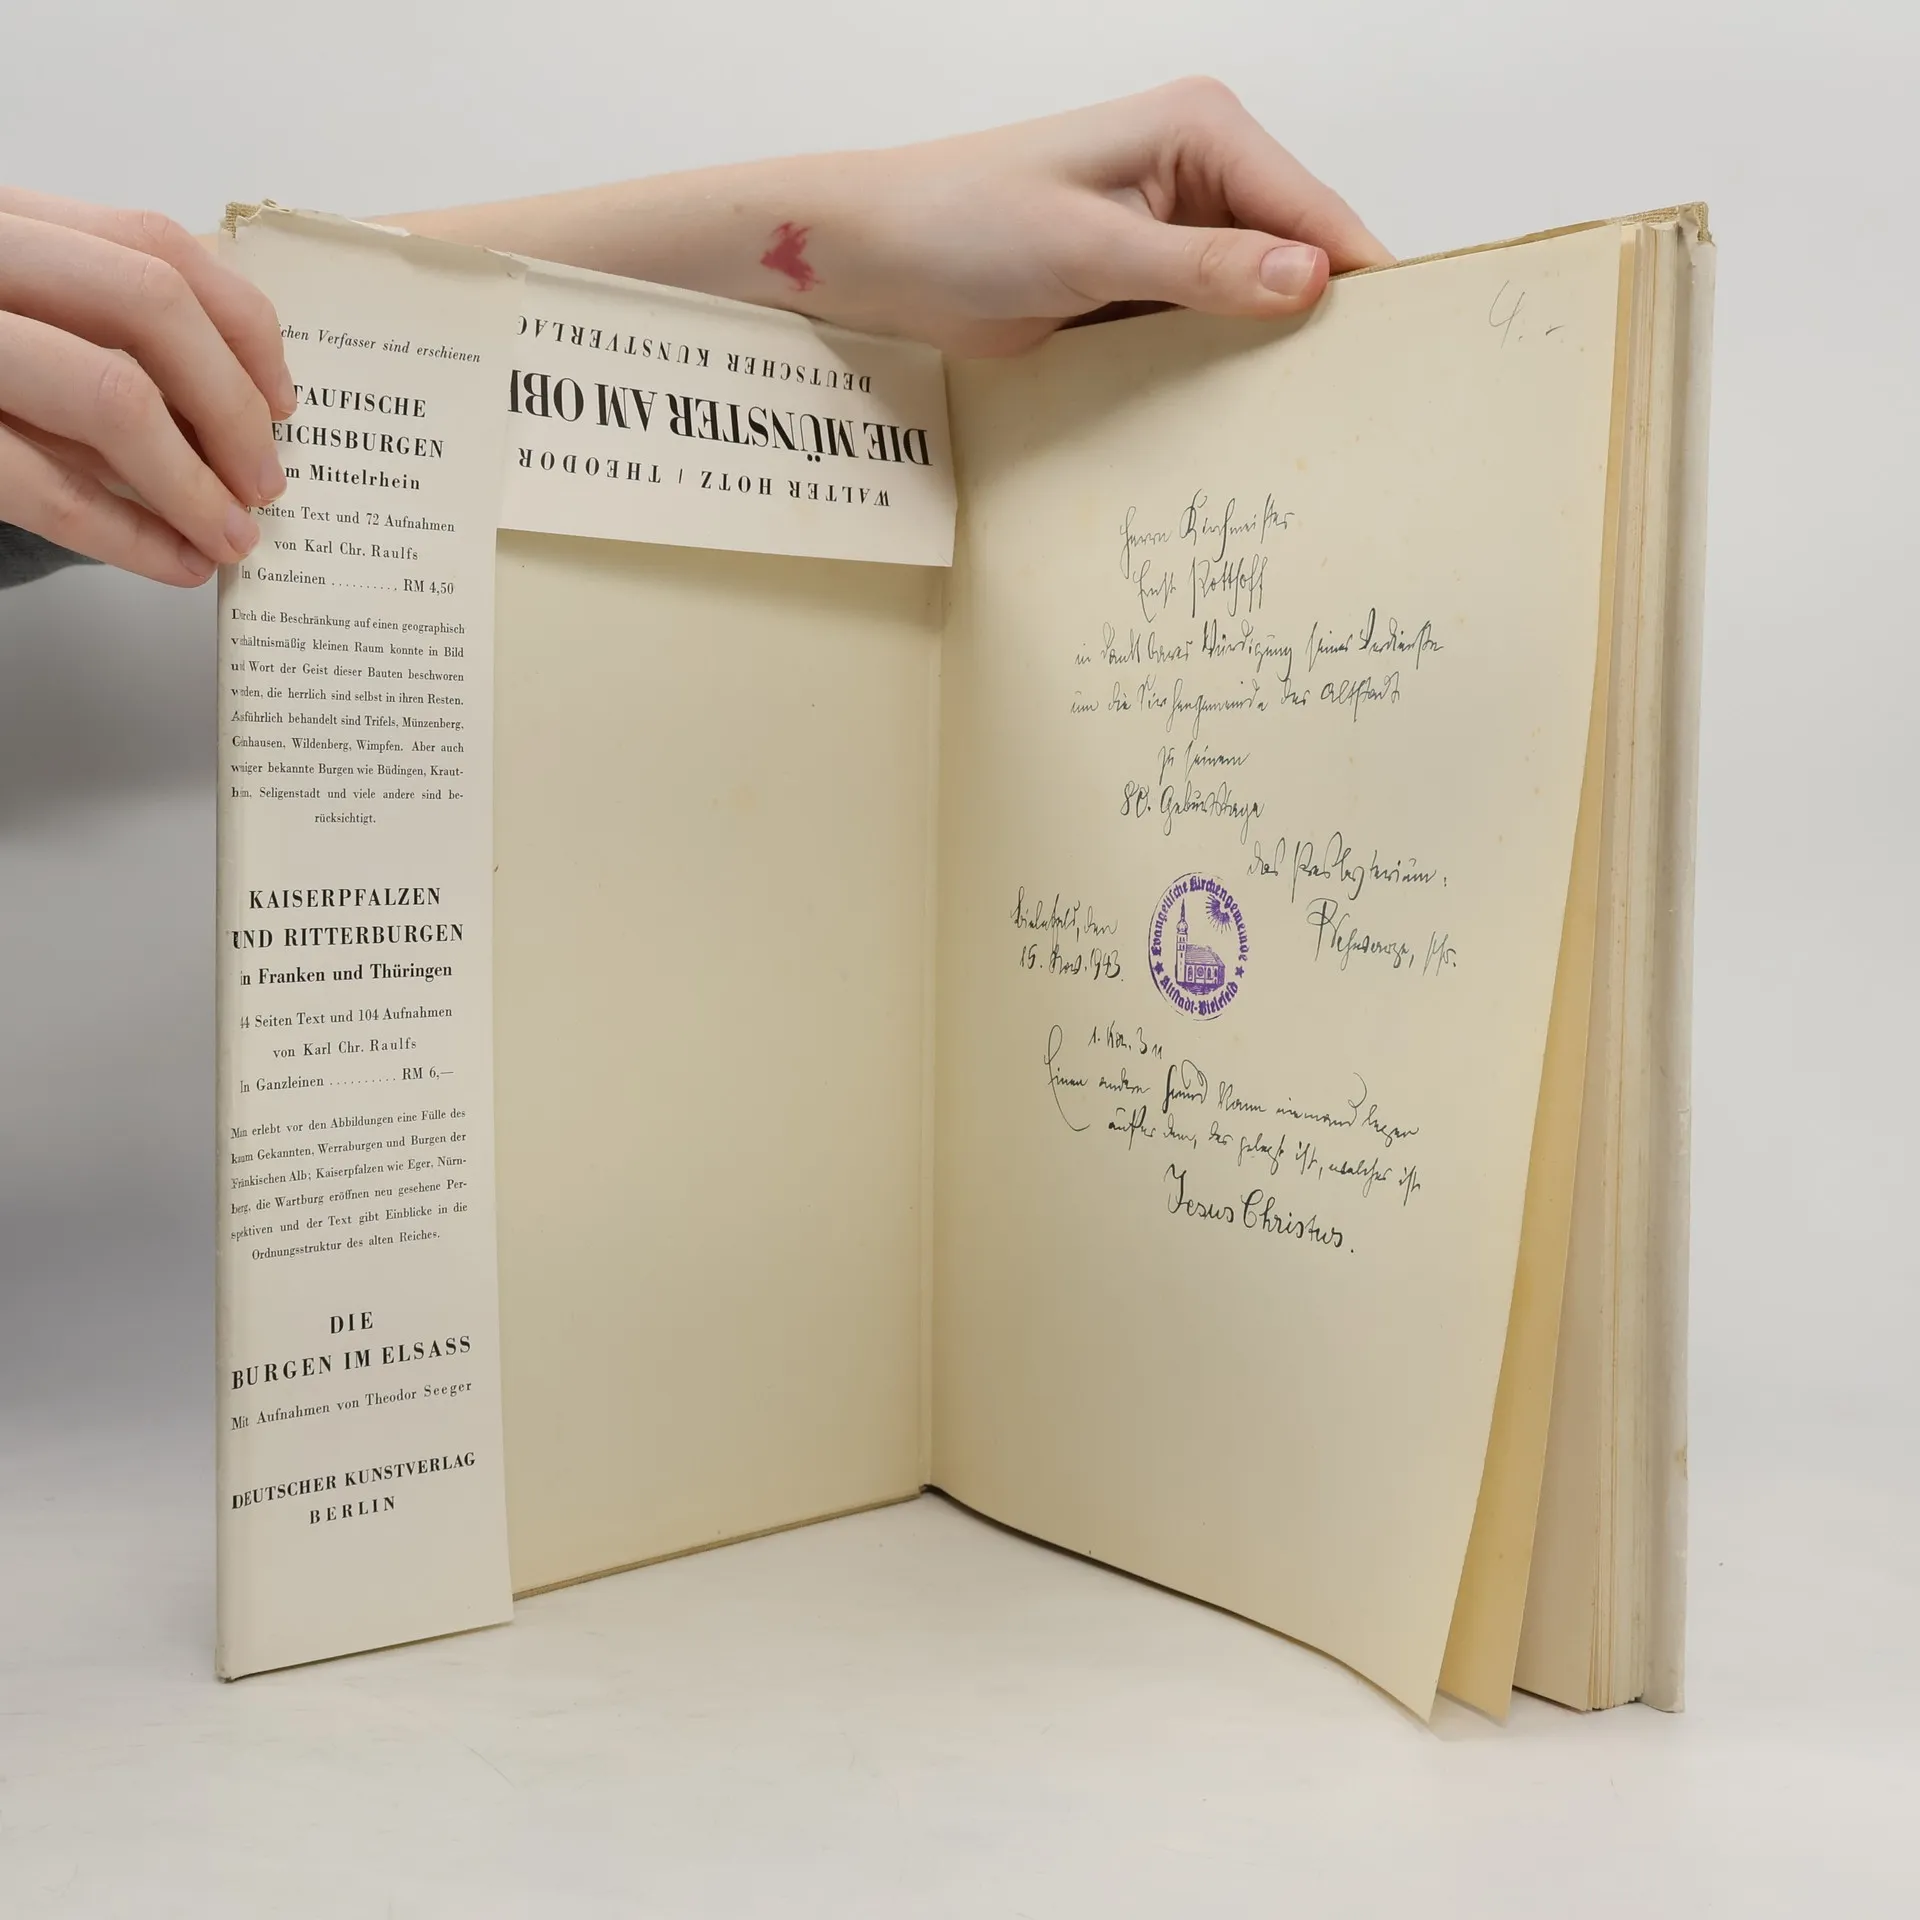 chen Verfasser sind erschienen
TAUFISCHE
EICHSBURGEN
m Mittelrhein
Seiten Text und 72 Aufnahmen
von Karl Chr. Raulfs
In Ganzleinen .......... RM 4,50
Durch die Beschränkung auf einen geographisch
verhältnismäßig kleinen Raum konnte in Bild
und Wort der Geist dieser Bauten beschworen
werden, die herrlich sind selbst in ihren Resten.
Ausführlich behandelt sind Trifels, Münzenberg,
Gelnhausen, Wildenberg, Wimpfen. Aber auch
weniger bekannte Burgen wie Büdingen, Kraut-
heim, Seligenstadt und viele andere sind be-
rücksichtigt.
KAISERPFALZEN
UND RITTERBURGEN
in Franken und Thüringen
44 Seiten Text und 104 Aufnahmen
von Karl Chr. Raulfs
In Ganzleinen .......... RM 6,—
Man erlebt vor den Abbildungen eine Fülle des
kaum Gekannten, Werraburgen und Burgen der
Fränkischen Alb; Kaiserpfalzen wie Eger, Nürn-
berg, die Wartburg eröffnen neu gesehene Per-
spektiven und der Text gibt Einblicke in die
Ordnungsstruktur des alten Reiches.
DIE
BURGEN IM ELSASS
Mit Aufnahmen von Theodor Seeger
DEUTSCHER KUNSTVERLAG
BERLIN
WALTER HOTZ / THEODOR
DIE MÜNSTER AM OBE
DEUTSCHER KUNSTVERLAG
4.-
Herrn Kirchmeister
Ernst Potthoff
in dankbarer Würdigung seiner Verdienste
um die Kirchengemeinde der Altstadt
zu seinem
80. Geburtstage
das Presbyterium:
Schwarze, Pfr.
Bielefeld, den
15. Nov. 1943.
Evangelische Kirchengemeinde
Altstadt-Bielefeld
1. Kor. 3 11
Einen andern Grund kann niemand legen
außer dem, der gelegt ist, welcher ist
Jesus Christus.